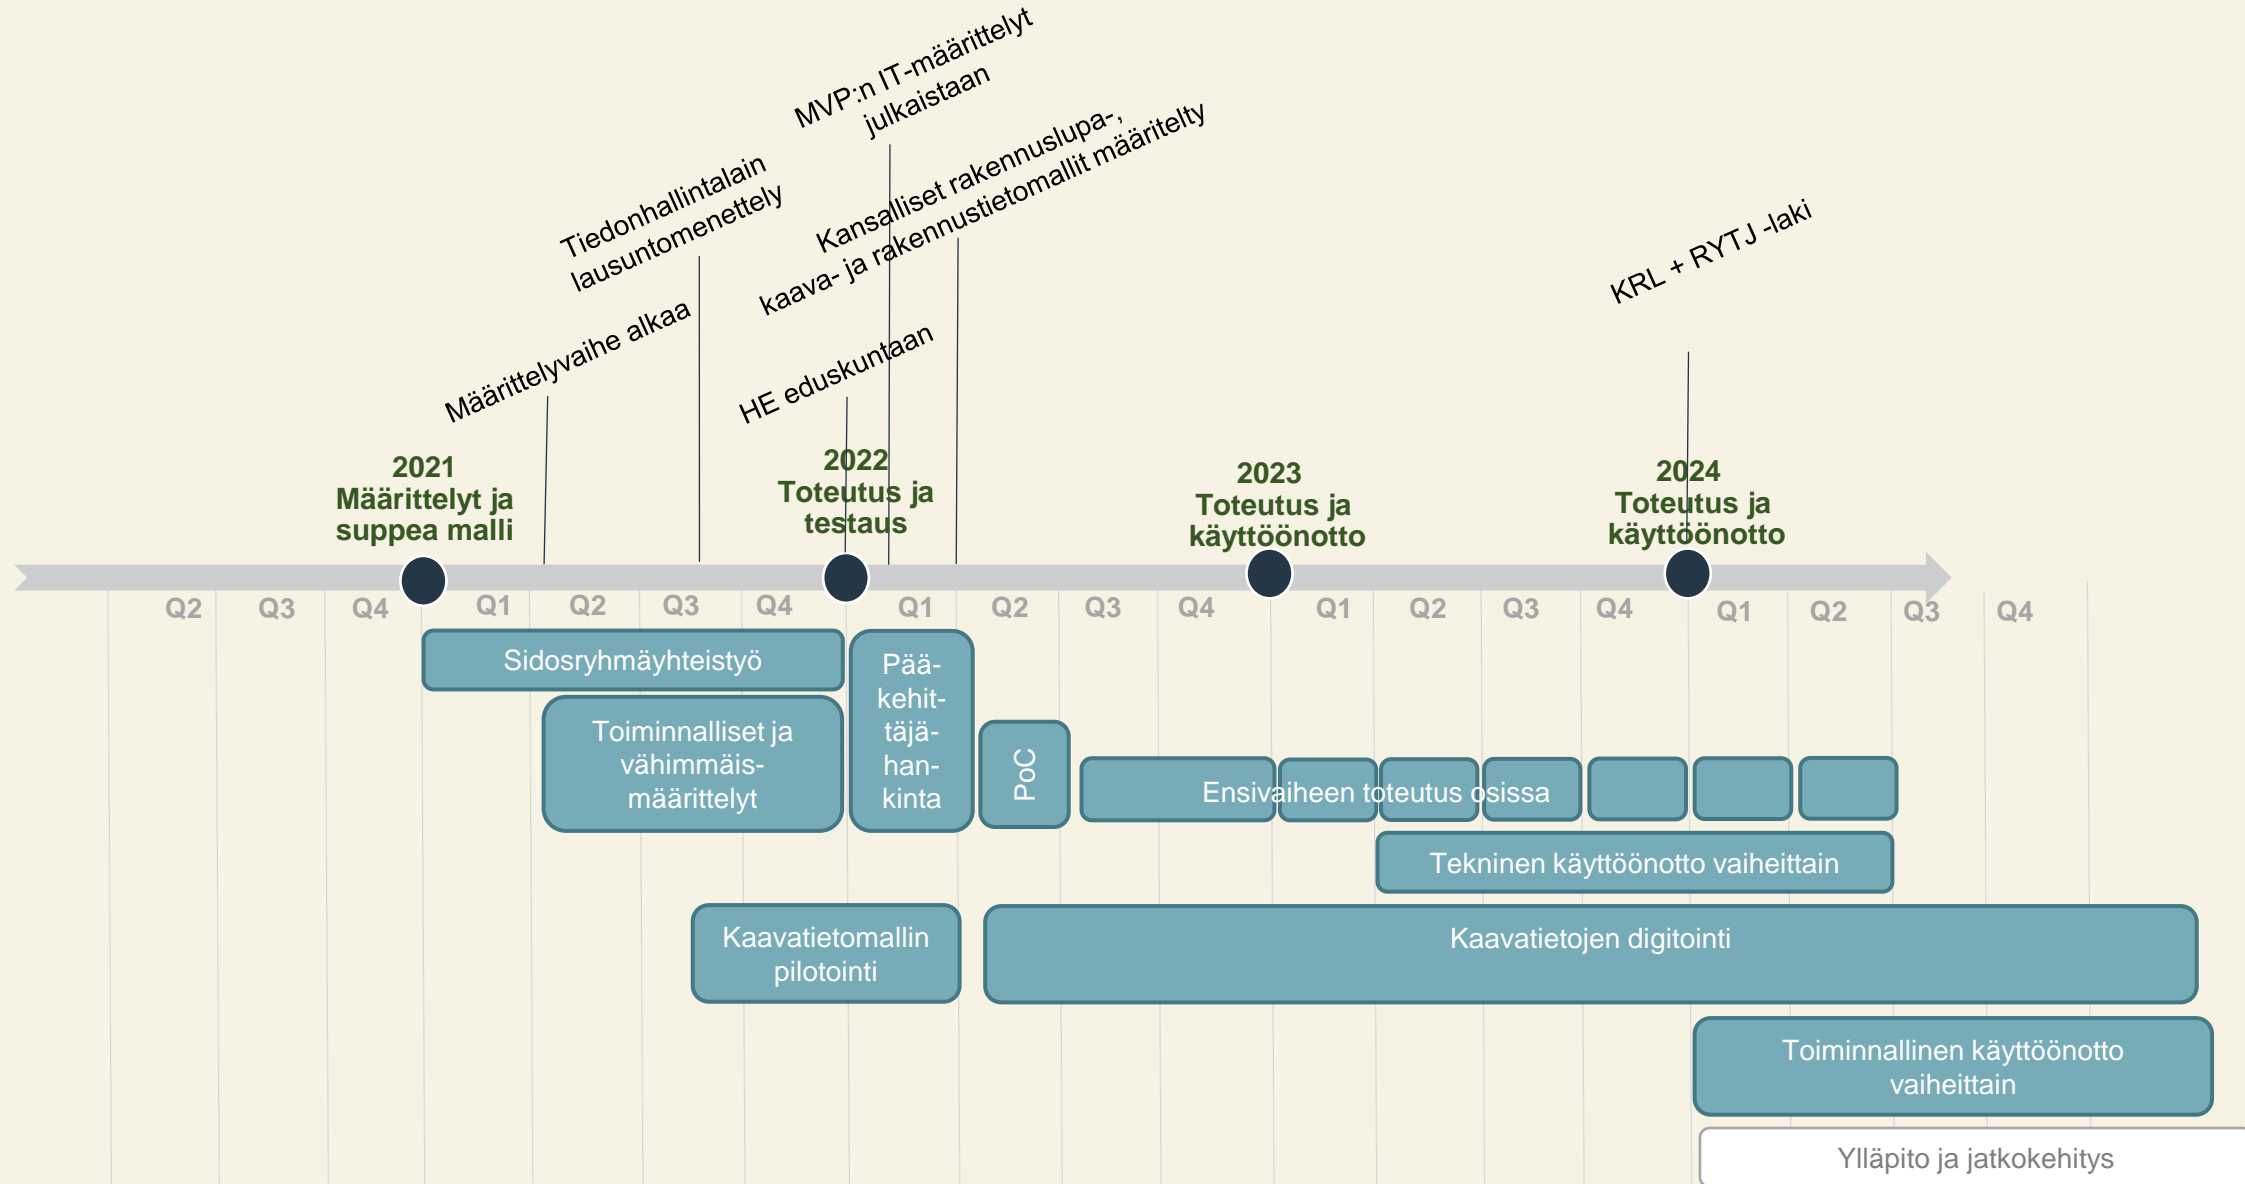 MVP:n IT-määrittelyt
julkaistaan
Tiedonhallintalain
lausuntomenettely
Kansalliset rakennuslupa-,
kaava- ja rakennustietomallit määritelty
KRL + RYTJ -laki
Määrittelyvaihe alkaa
HE eduskuntaan
2021
Määrittelyt ja
suppea malli
2022
Toteutus ja
testaus
2023
Toteutus ja
käyttöönotto
2024
Toteutus ja
käyttöönotto
Q2 Q3 Q4 Q1 Q2 Q3 Q4 Q1 Q2 Q3 Q4 Q1 Q2 Q3 Q4 Q1 Q2 Q3 Q4
Sidosryhmäyhteistyö
Toiminnalliset ja
vähimmäis-
määrittelyt
Pää-
kehit-
täjä-
han-
kinta
PoC
Ensivaiheen toteutus osissa
Tekninen käyttöönotto vaiheittain
Kaavatietomallin
pilotointi
Kaavatietojen digitointi
Toiminnallinen käyttöönotto
vaiheittain
Ylläpito ja jatkokehitys